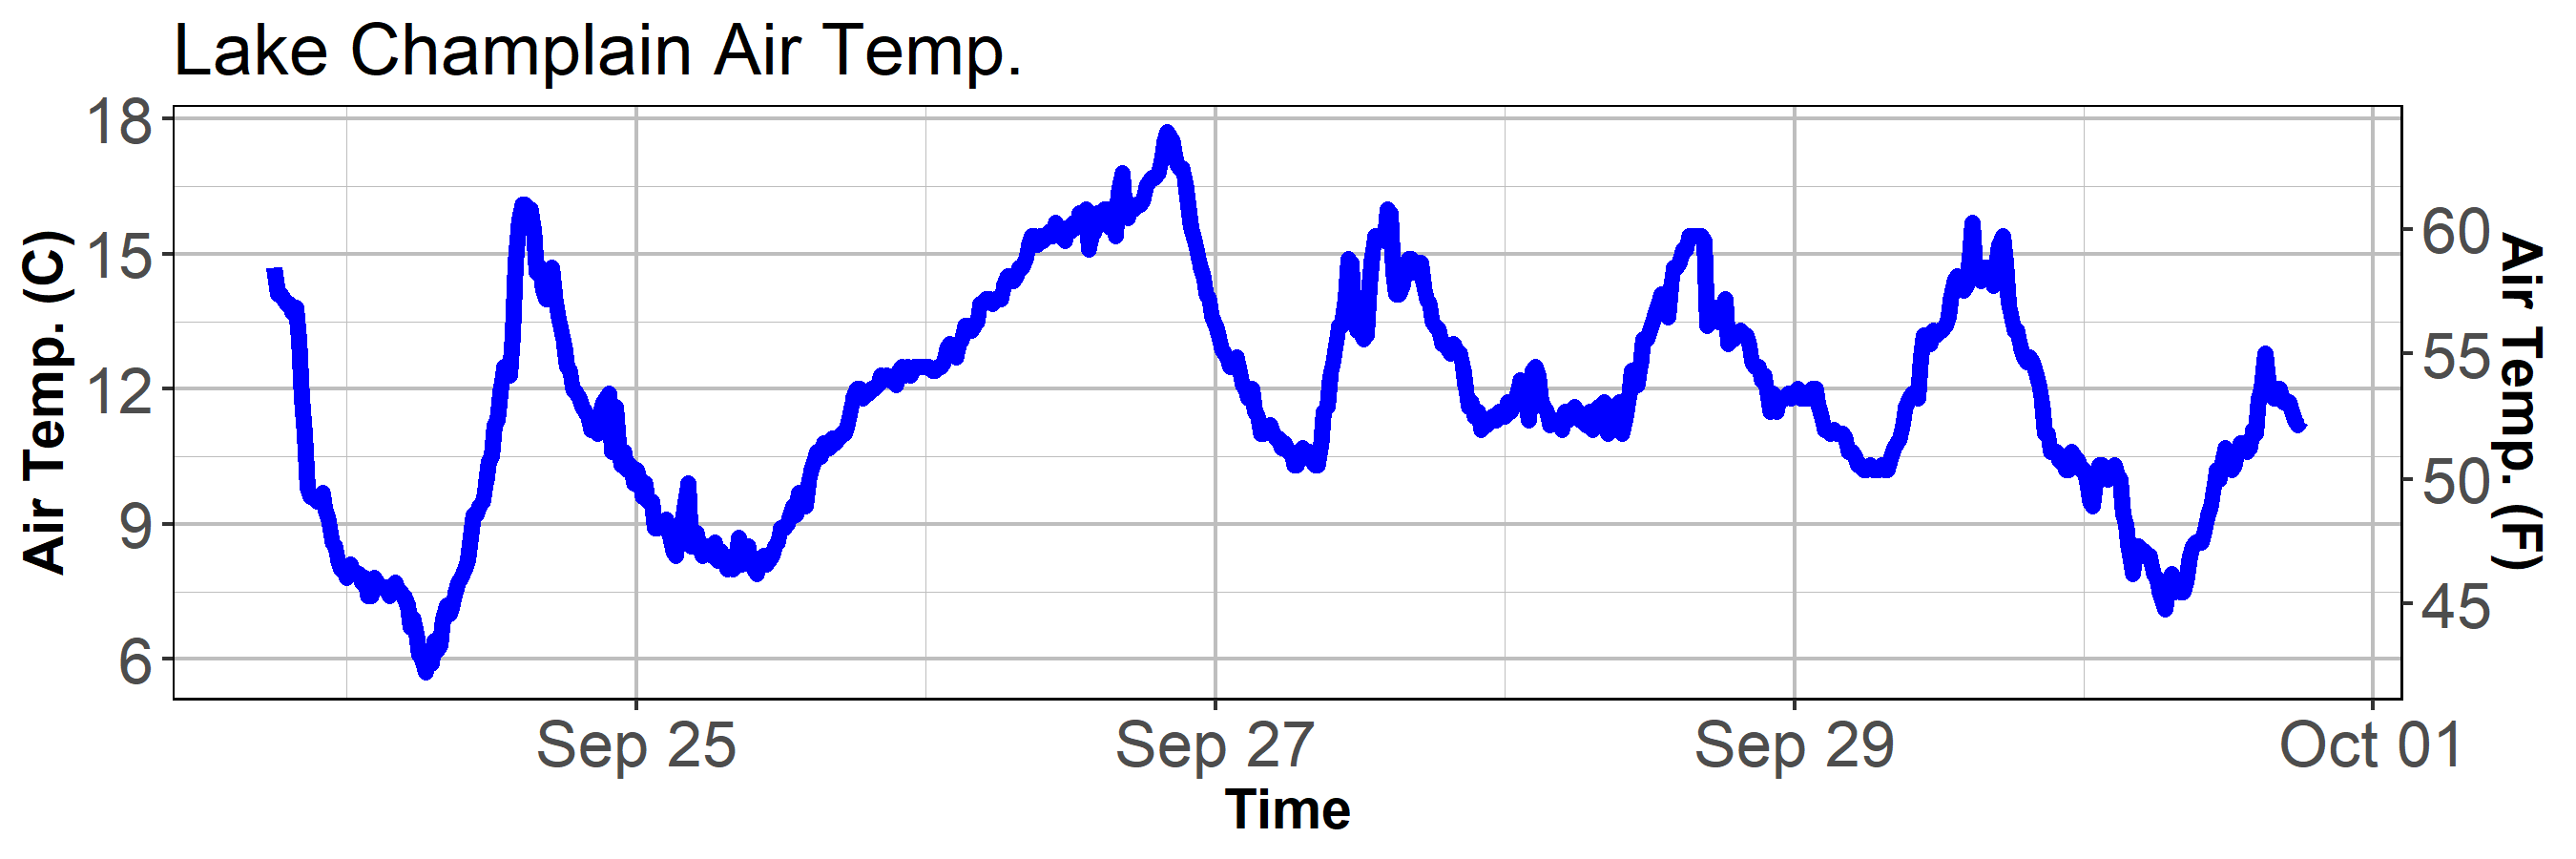 Lake Champlain Air Temp.
Air Temp. (C)
18
15
12
9
6
60
55
50
45
Air Temp. (F)
Sep 25
Sep 27
Sep 29
Oct 01
Time